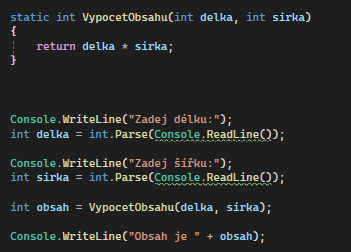 static int VypocetObsahu(int delka, int sirka)
{
return delka * sirka;
}
Console.WriteLine("Zadej délku:");
int delka = int.Parse(Console.ReadLine());
Console.WriteLine("Zadej šířku:");
int sirka = int.Parse(Console.ReadLine());
int obsah = VypocetObsahu(delka, sirka);
Console.WriteLine("Obsah je " + obsah);